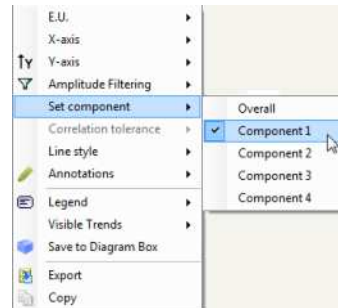 E.U.
X-axis
Y-axis
Amplitude Filtering
Set component
Correlation tolerance
Line style
Annotations
Legend
Visible Trends
Save to Diagram Box
Export
Copy
Overall
Component 1
Component 2
Component 3
Component 4